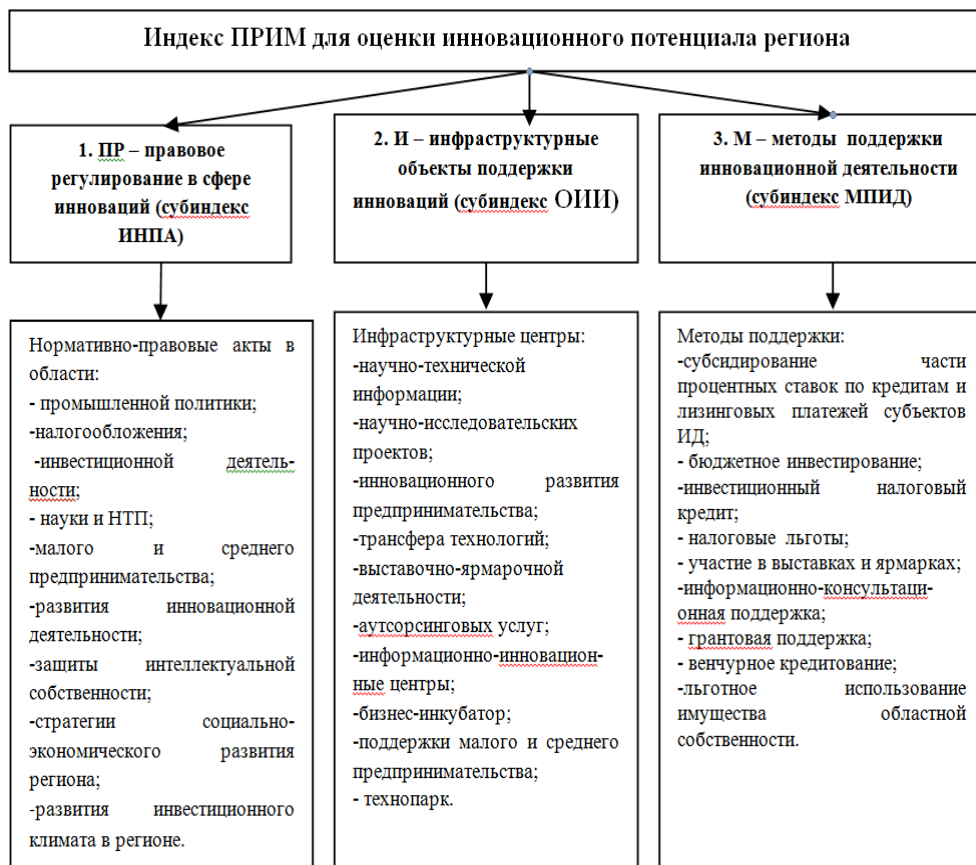 Индекс ПРИМ для оценки инновационного потенциала региона
1. ПР – правовое
регулирование в сфере
инноваций (субиндекс
ИНПА)
2. И – инфраструктурные
объекты поддержки
инноваций (субиндекс ОИИ)
3. М – методы поддержки
инновационной деятельности
(субиндекс МПИД)
Нормативно-правовые акты в
области:
- промышленной политики;
-налогообложения;
-инвестиционной деятель-
ности;
- науки и НТП;
-малого и среднего
предпринимательства;
-развития инновационной
деятельности;
-защиты интеллектуальной
собственности;
-стратегии социально-
экономического развития
региона;
-развития инвестиционного
климата в регионе.
Инфраструктурные центры:
-научно-технической
информации;
-научно-исследовательских
проектов;
-инновационного развития
предпринимательства;
-трансфера технологий;
-выставочно-ярмарочной
деятельности;
-аутсорсинговых услуг;
-информационно-инновацион-
ные центры;
-бизнес-инкубатор;
-поддержки малого и среднего
предпринимательства;
- технопарк.
Методы поддержки:
-субсидирование части
процентных ставок по кредитам и
лизинговых платежей субъектов
ИД;
- бюджетное инвестирование;
-инвестиционный налоговый
кредит;
- налоговые льготы;
- участие в выставках и ярмарках;
-информационно-консультаци-
онная поддержка;
- грантовая поддержка;
- венчурное кредитование;
-льготное использование
имущества областной
собственности.